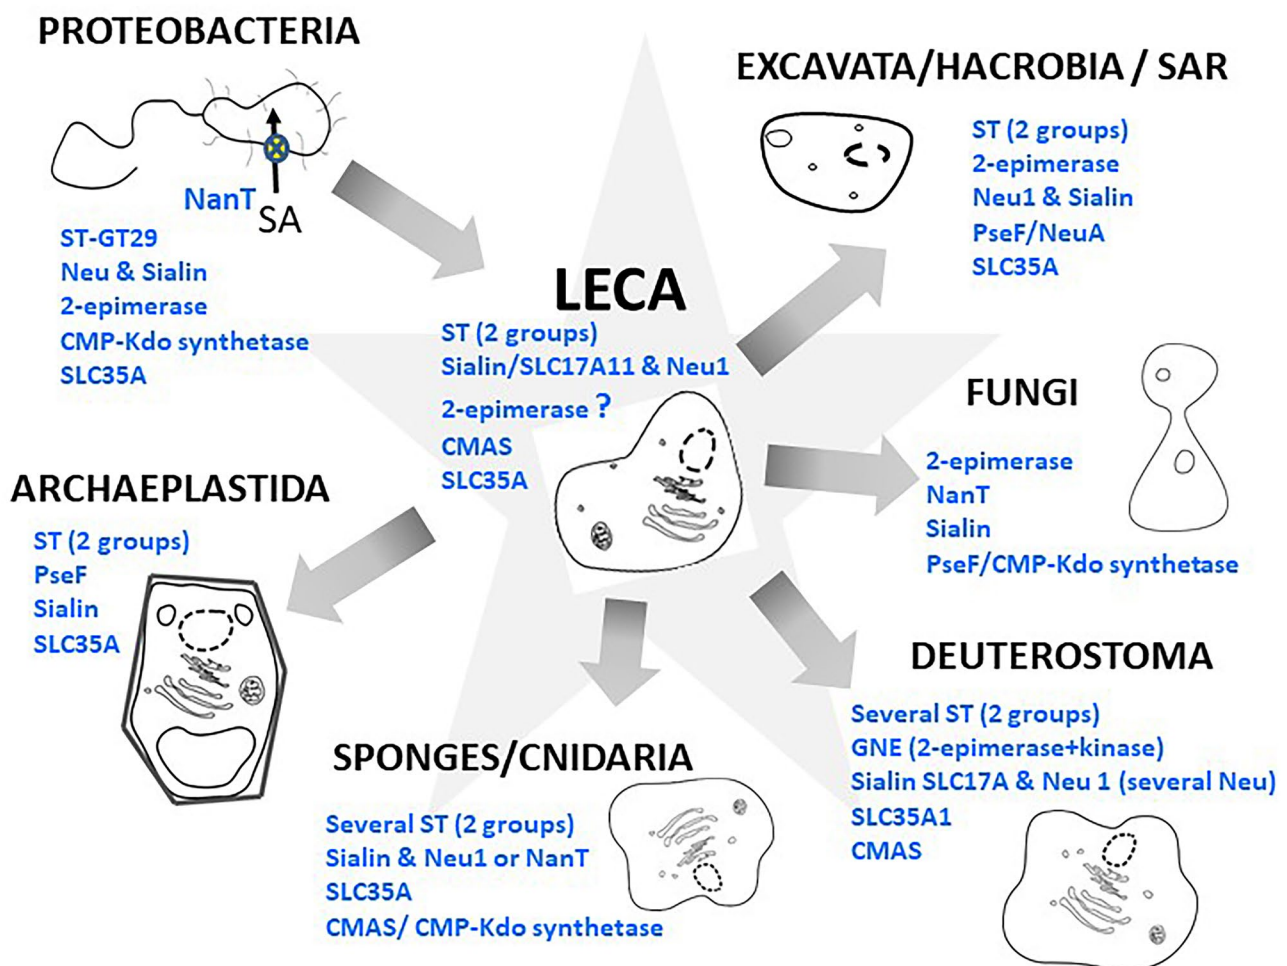 PROTEOBACTERIA
NanT
SA
ST-GT29
Neu & Sialin
2-epimerase
CMP-Kdo synthetase
SLC35A
EXCAVATA/HACROBIA / SAR
ST (2 groups)
2-epimerase
Neu1 & Sialin
PseF/NeuA
SLC35A
LECA
ST (2 groups)
Sialin/SLC17A11 & Neu1
2-epimerase ?
CMAS
SLC35A
FUNGI
2-epimerase
NanT
Sialin
PseF/CMP-Kdo synthetase
ARCHAEPLASTIDA
ST (2 groups)
PseF
Sialin
SLC35A
SPONGES/CNIDARIA
Several ST (2 groups)
Sialin & Neu1 or NanT
SLC35A
CMAS/ CMP-Kdo synthetase
DEUTEROSTOMA
Several ST (2 groups)
GNE (2-epimerase+kinase)
Sialin SLC17A & Neu 1 (several Neu)
SLC35A1
CMAS